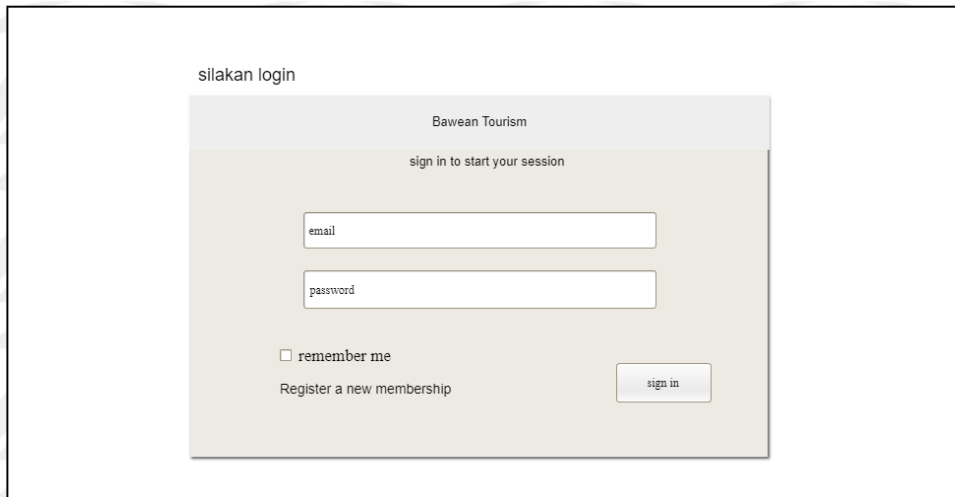 silakan login
Bawean Tourism
sign in to start your session
email
password
remember me
Register a new membership
sign in